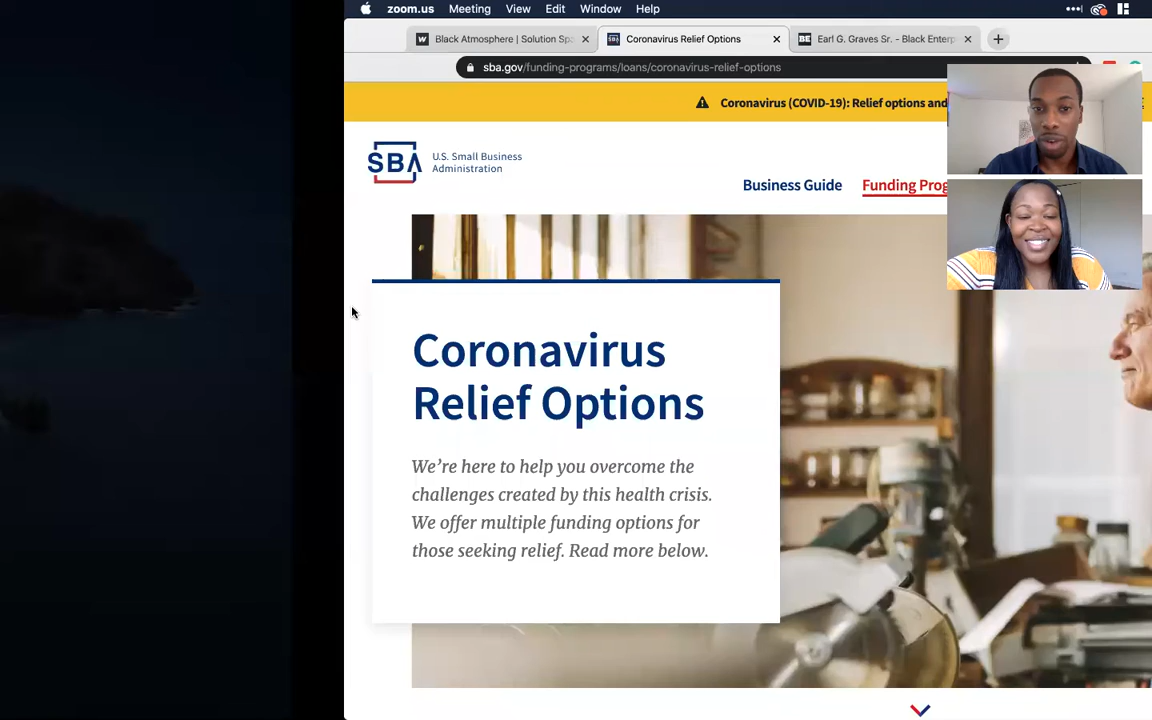 zoom.us Meeting View Edit Window Help
Black Atmosphere | Solution Sp
Coronavirus Relief Options
Earl G. Graves Sr. - Black Enterp
sba.gov/funding-programs/loans/coronavirus-relief-options
Coronavirus (COVID-19): Relief options and
SBA
U.S. Small Business
Administration
Business Guide
Funding Prog
Coronavirus
Relief Options
We're here to help you overcome the
challenges created by this health crisis.
We offer multiple funding options for
those seeking relief. Read more below.